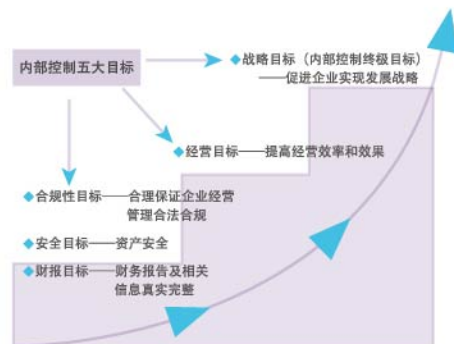 内部控制五大目标
◆战略目标（内部控制终极目标）
——促进企业实现发展战略
◆经营目标——提高经营效率和效果
◆合规性目标——合理保证企业经营
管理合法合规
◆安全目标——资产安全
◆财报目标——财务报告及相关
信息真实完整